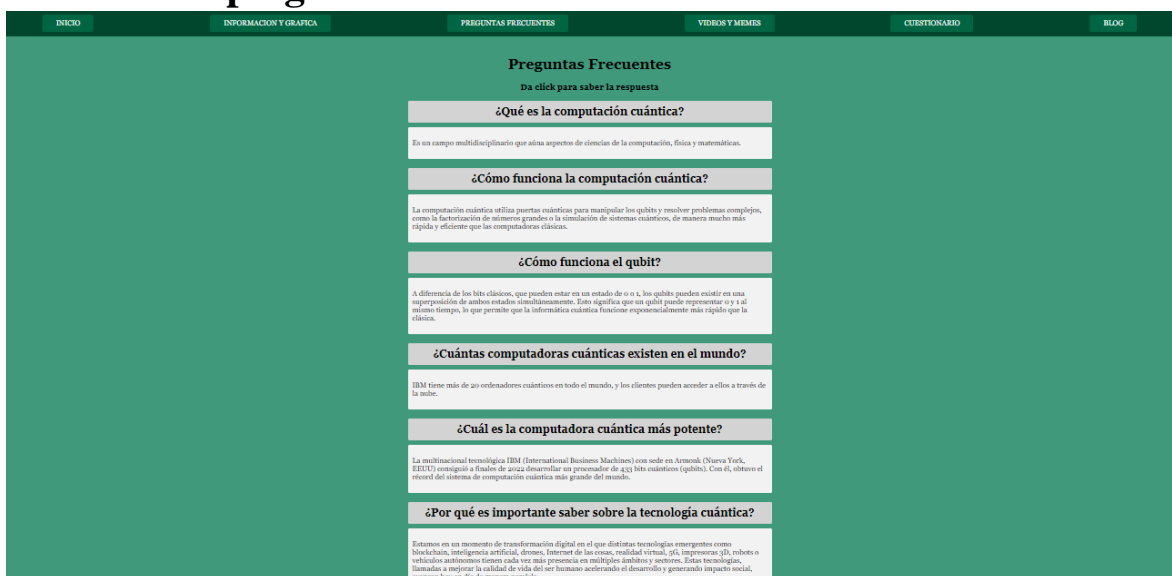 INICIO INFORMACION Y GRAFICA PREGUNTAS FRECUENTES VIDEOS Y MEMES CUESTIONARIO BLOG
Preguntas Frecuentes
Da click para saber la respuesta
¿Qué es la computación cuántica?
Es un campo multidisciplinario que aúna aspectos de ciencias de la computación, física y matemáticas.
¿Cómo funciona la computación cuántica?
La computación cuántica utiliza puertas cuánticas para manipular los qubits y resolver problemas complejos,
como la factorización de números grandes o la simulación de sistemas cuánticos, de manera mucho más
rápida y eficiente que las computadoras clásicas.
¿Cómo funciona el qubit?
A diferencia de los bits clásicos, que pueden estar en un estado de 0 o 1, los qubits pueden existir en una
superposición de ambos estados simultáneamente. Esto significa que un qubit puede representar 0 y 1 al
mismo tiempo, lo que permite que la informática cuántica funcione exponencialmente más rápido que la
clásica.
¿Cuántas computadoras cuánticas existen en el mundo?
IBM tiene más de 20 ordenadores cuánticos en todo el mundo, y los clientes pueden acceder a ellos a través de
la nube.
¿Cuál es la computadora cuántica más potente?
La multinacional tecnológica IBM (International Business Machines) con sede en Armonk (Nueva York,
EEUU) consiguió a finales de 2022 desarrollar un procesador de 433 bits cuánticos (qubits). Con él, obtuvo el
récord del sistema de computación cuántica más grande del mundo.
¿Por qué es importante saber sobre la tecnología cuántica?
Estamos en un momento de transformación digital en el que distintas tecnologías emergentes como
blockchain, inteligencia artificial, drones, Internet de las cosas, realidad virtual, 5G, impresoras 3D, robots o
vehículos autónomos tienen cada vez más presencia en múltiples ámbitos y sectores. Estas tecnologías,
llamadas a mejorar la calidad de vida del ser humano acelerando el desarrollo y generando impacto social,